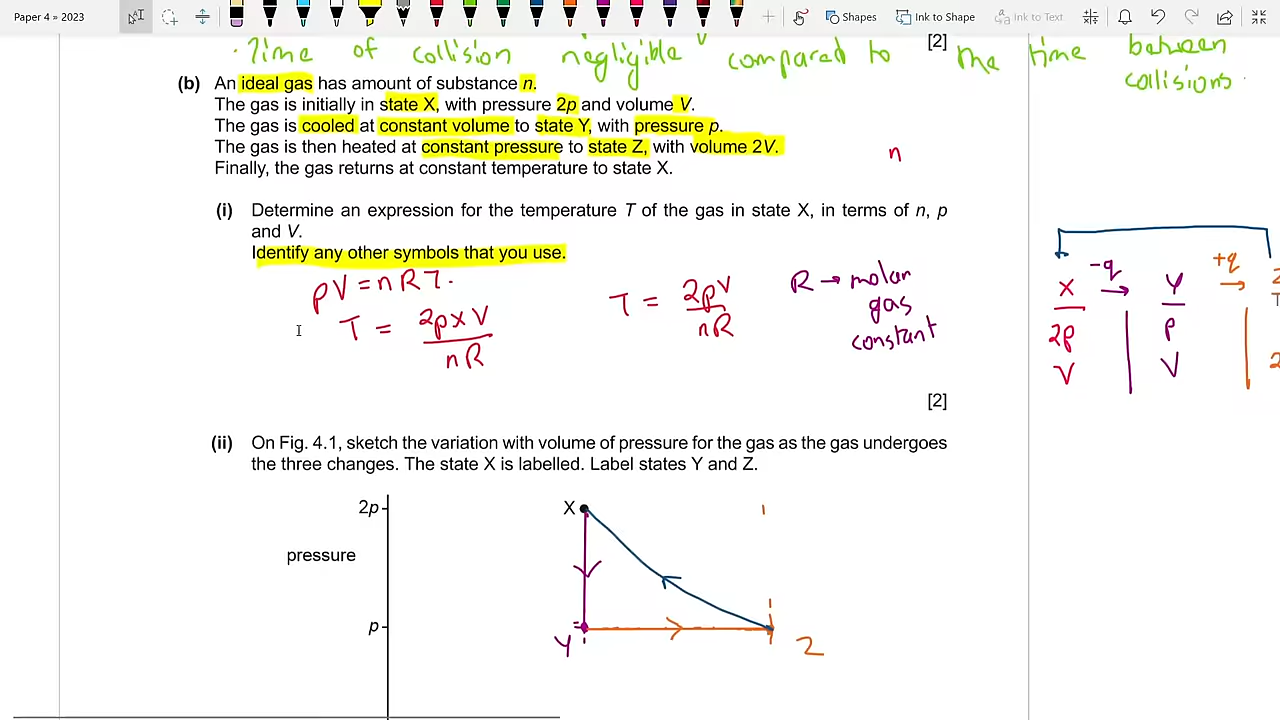 Paper 4 » 2023
Shapes
Ink to Shape
Ink to Text
· Time of collision negligible compared to the time between collisions.
[2]
(b) An ideal gas has amount of substance n.
The gas is initially in state X, with pressure 2p and volume V.
The gas is cooled at constant volume to state Y, with pressure p.
The gas is then heated at constant pressure to state Z, with volume 2V.
Finally, the gas returns at constant temperature to state X.
n
(i) Determine an expression for the temperature T of the gas in state X, in terms of n, p
and V.
Identify any other symbols that you use.
pV = nRT.
T = 2p x V / nR
T = 2pV / nR
R → molar
gas
constant
[2]
X -q → Y +q →
2p p
V V 2
(ii) On Fig. 4.1, sketch the variation with volume of pressure for the gas as the gas undergoes
the three changes. The state X is labelled. Label states Y and Z.
2p
X
pressure
p
Y
Z